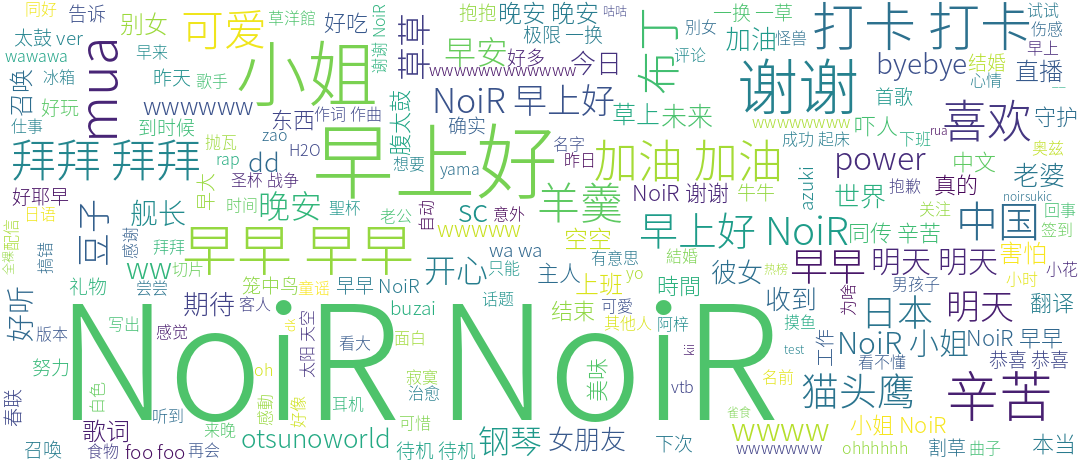 同好
告诉
太鼓 ver
wawawa
早来
冰箱
召唤
好玩
昨天
歌手
别女
可爱
草洋館
好吃
小姐
谢谢 NoiR
草草
mua
wwwwww
抱抱
晚安 晚安
咕咕
极限 一换
早安
好多
wwwwwwwwwwww
今日
布丁
一换 一草
别女
加油
怪兽
评论
谢谢
打卡 打卡
byebye
首歌
试试
伤感
早上
结婚
心情
直播
喜欢
守护
NoiR 早上好
草上 未来
wwwwwwwww
成功 起床
吓人
下班
rua
奥兹
仕事
到时候
东西
作词 作曲
腹太鼓
确实
名字
昨日
zao
H2O
dd
抛瓦
rap
早上好
想要
yama
加油 加油
power
中文
老婆
拜拜 拜拜
圣杯 战争
好耶早
日语
时间
聖杯
晚安
早大
老公
自动
意外
sc
羊羹
NoiR 谢谢
牛牛
azuki
抱歉
真的
世界
noirsukic
关注
回事
签到
中国
豆子
舰长
感谢
拜拜
早早 早早
wwwww
wa wa
空空
早上好 NoiR
同传 辛苦
全裸配信
搞错
ww
切片
开心
只能
有意思
結婚
彼女
热榜
早早
明天 明天
害怕
小花
小时
礼物
尝尝
笼中鸟
童谣
早早 NoiR
主人
上班
yo
時間
为啥
男孩子
好听
期待
客人
buzai
话题
结束
可愛
收到
日本
明天
翻译
版本
写出
感觉
NoiR NoiR
太阳 天空
看大
面白
其他人
阿梓
摸鱼
工作
NoiR 小姐
NoiR 早早
看不懂
恭喜 恭喜
努力
oh
dk
寂寞
美味
kii
test
vtb
名前
猫头鹰
辛苦
春联
白色
听到
感動
好像
耳机
治愈
可惜
雀食
歌词
来晚
钢琴
女朋友
wwww
小姐 NoiR
召喚
食物
foo foo
再会
otsunoworld
待机 待机
下次
ohhhhhh
割草
曲子
本当